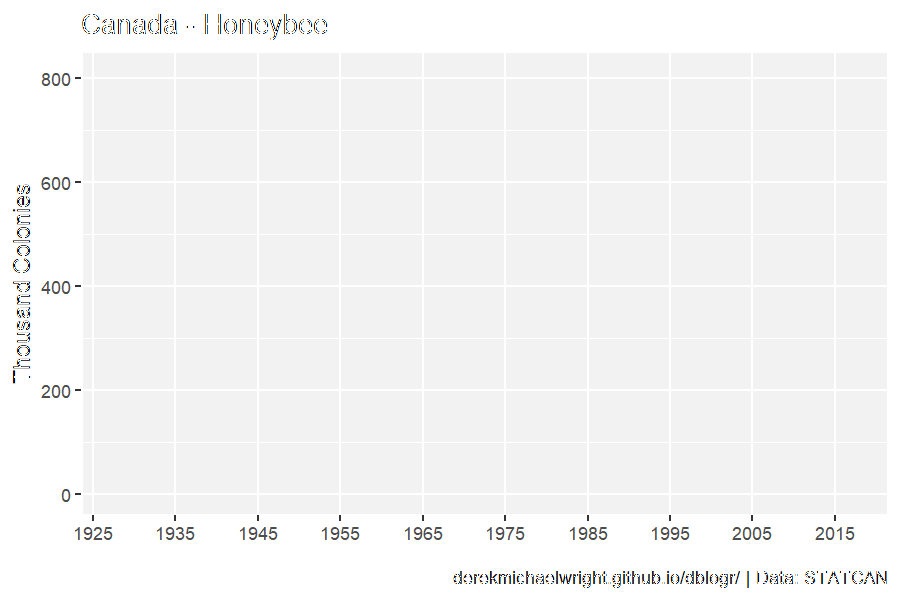 Canada - Honeybee
Thousand Colonies
800
600
400
200
0
1925 1935 1945 1955 1965 1975 1985 1995 2005 2015
derekmichaelwright.github.io/dblogr/ | Data: STATCAN